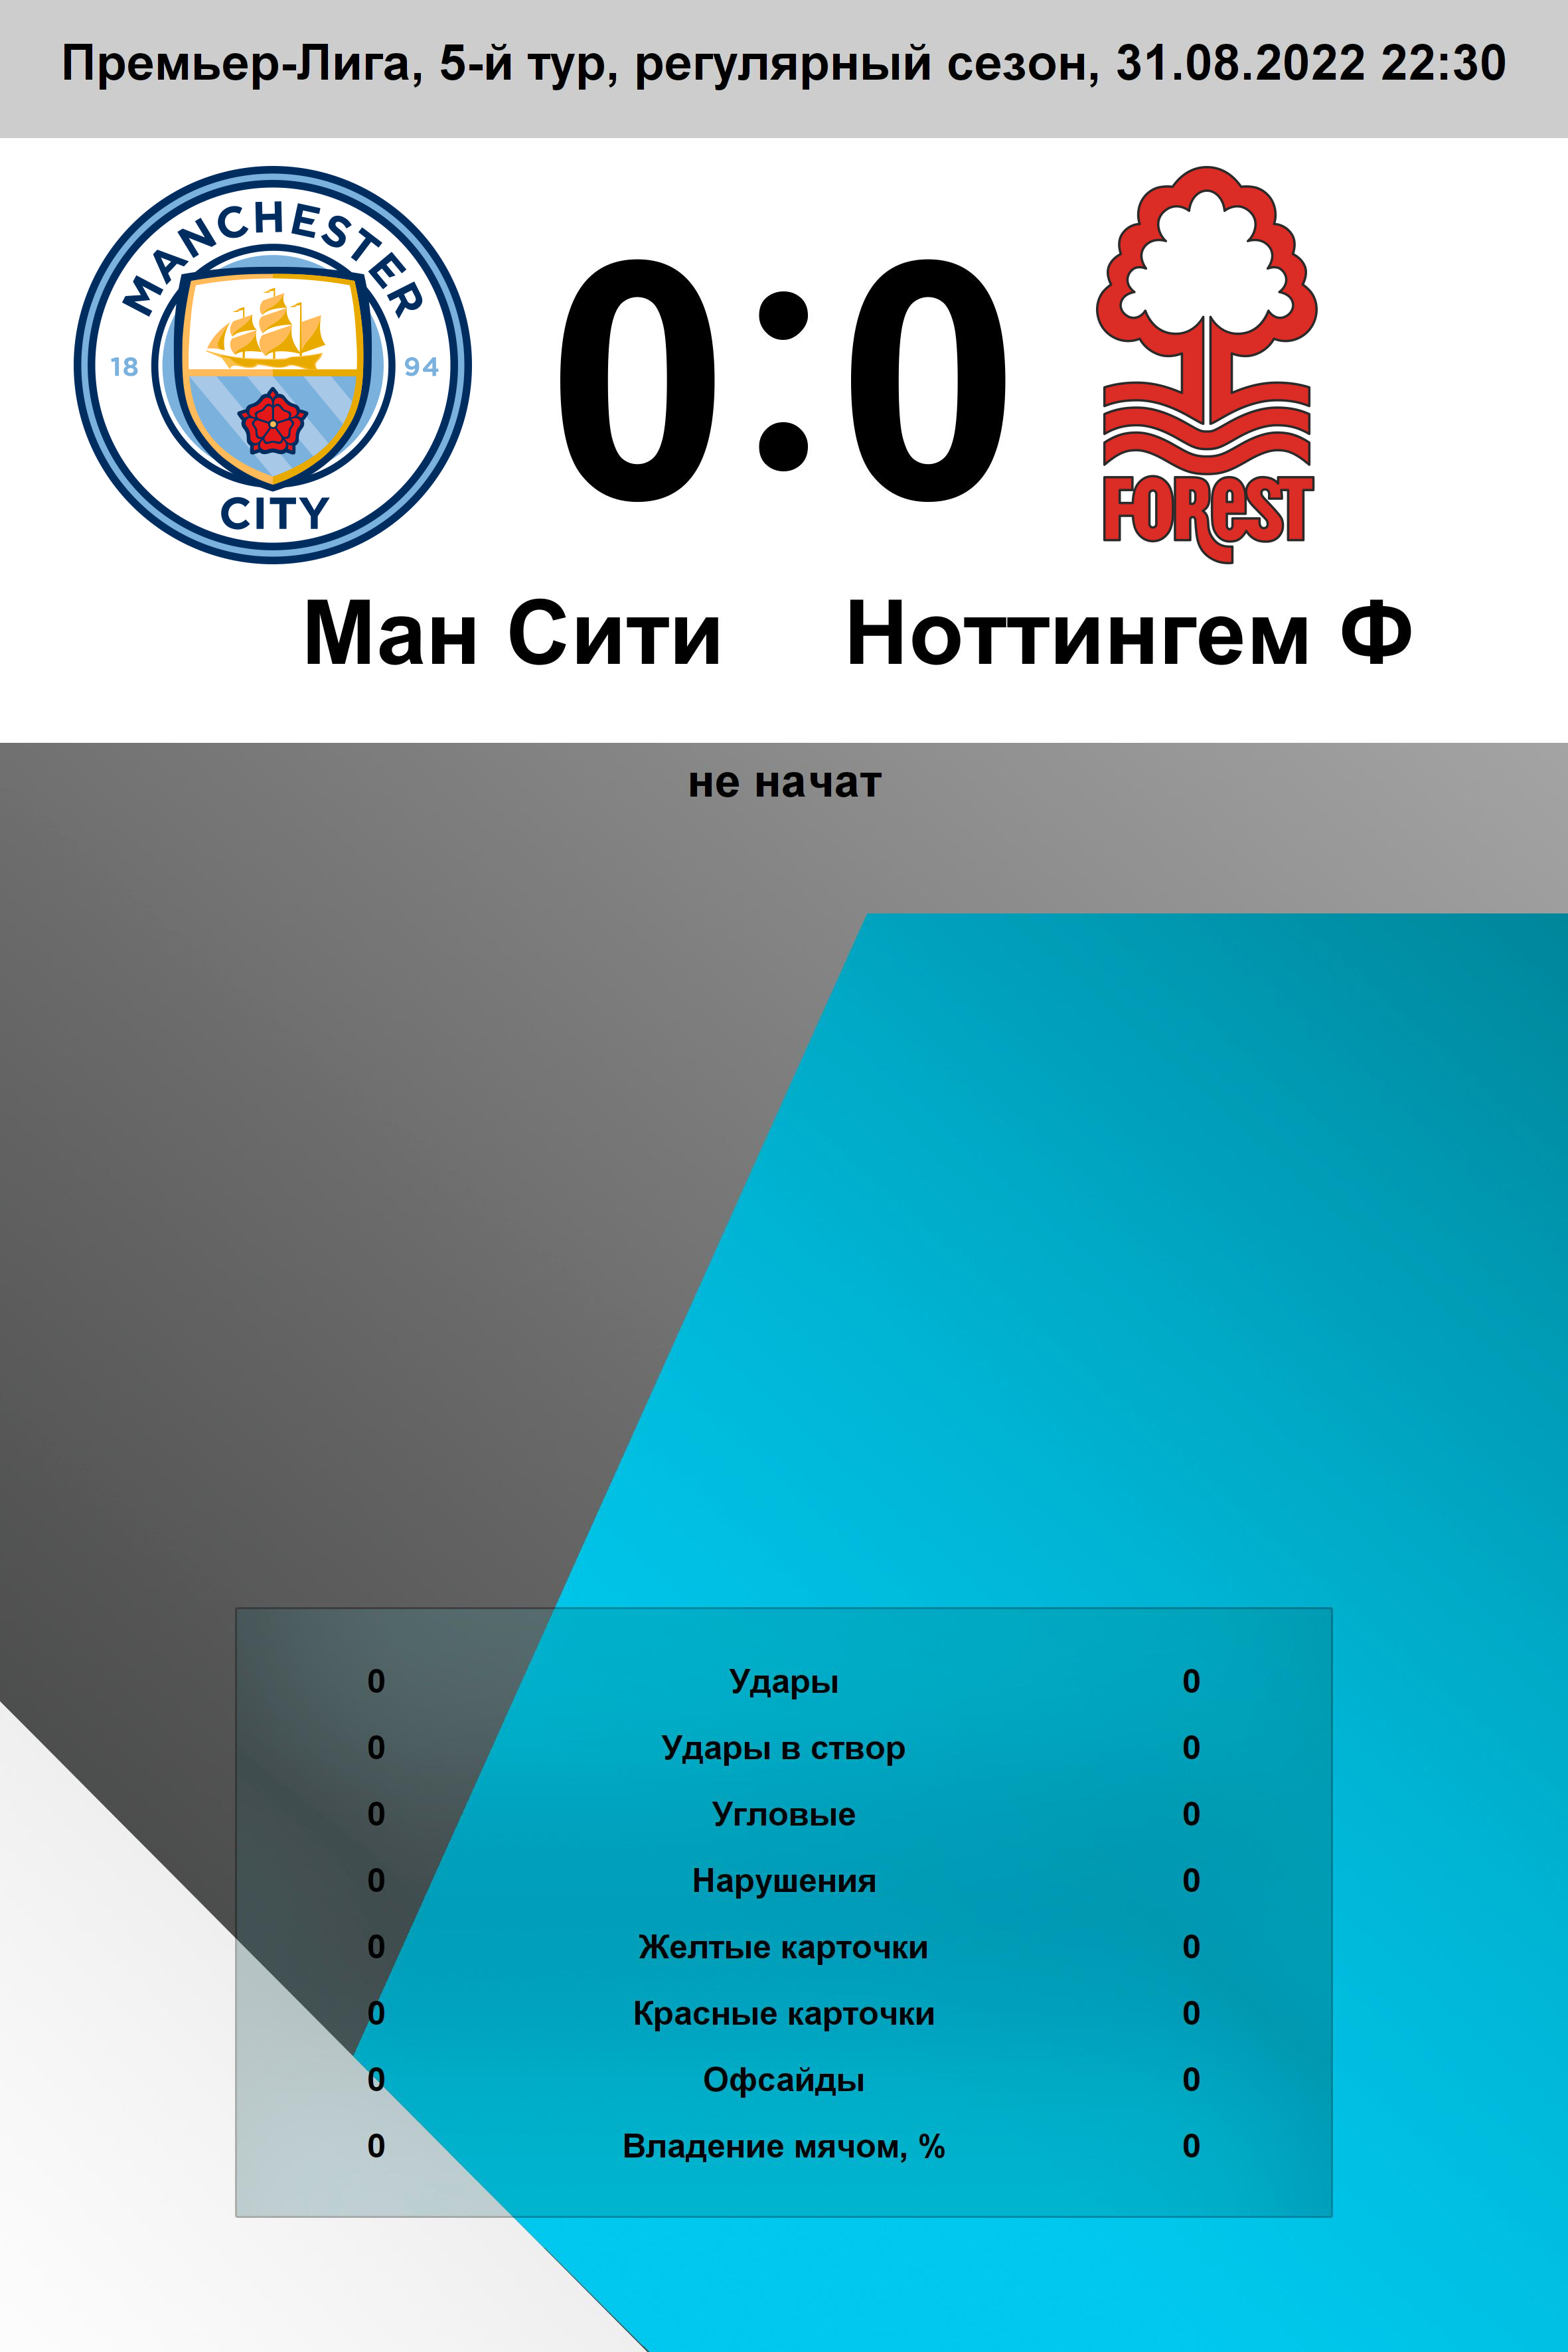 Премьер-Лига, 5-й тур, регулярный сезон, 31.08.2022 22:30
MANCHESTER
18 94
CITY
0:0
FOREST
Ман Сити Ноттингем Ф
не начат
0 Удары 0
0 Удары в створ 0
0 Угловые 0
0 Нарушения 0
0 Желтые карточки 0
0 Красные карточки 0
0 Офсайды 0
0 Владение мячом, % 0